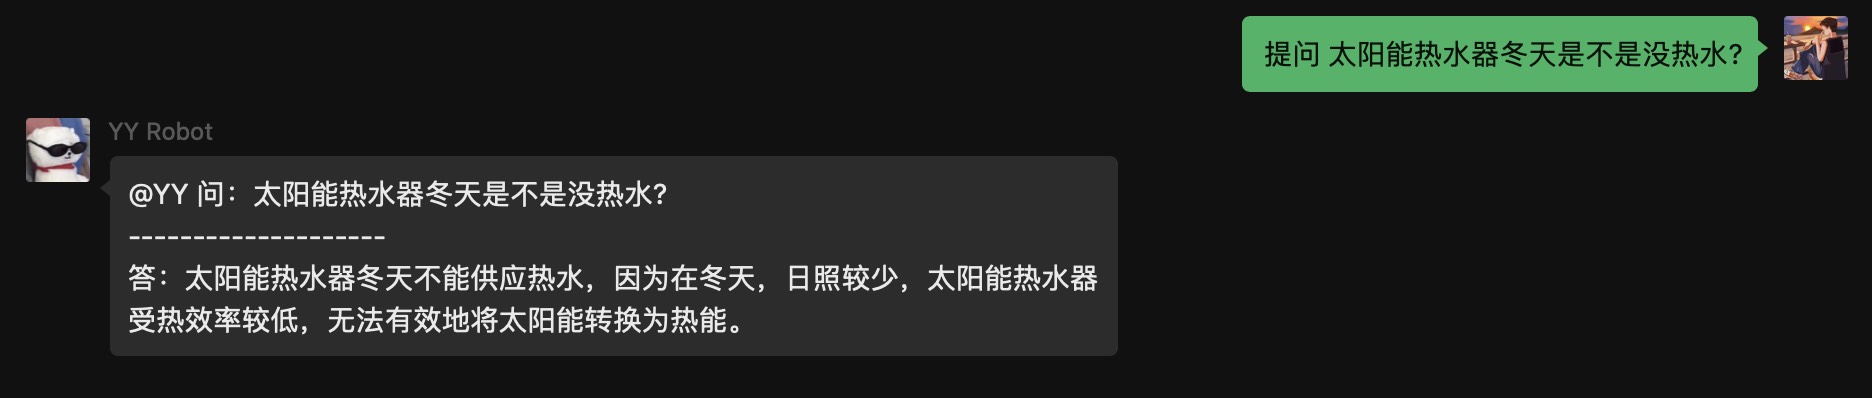 提问 太阳能热水器冬天是不是没热水?
YY Robot
@YY 问：太阳能热水器冬天是不是没热水?
--------------------
答：太阳能热水器冬天不能供应热水，因为在冬天，日照较少，太阳能热水器
受热效率较低，无法有效地将太阳能转换为热能。